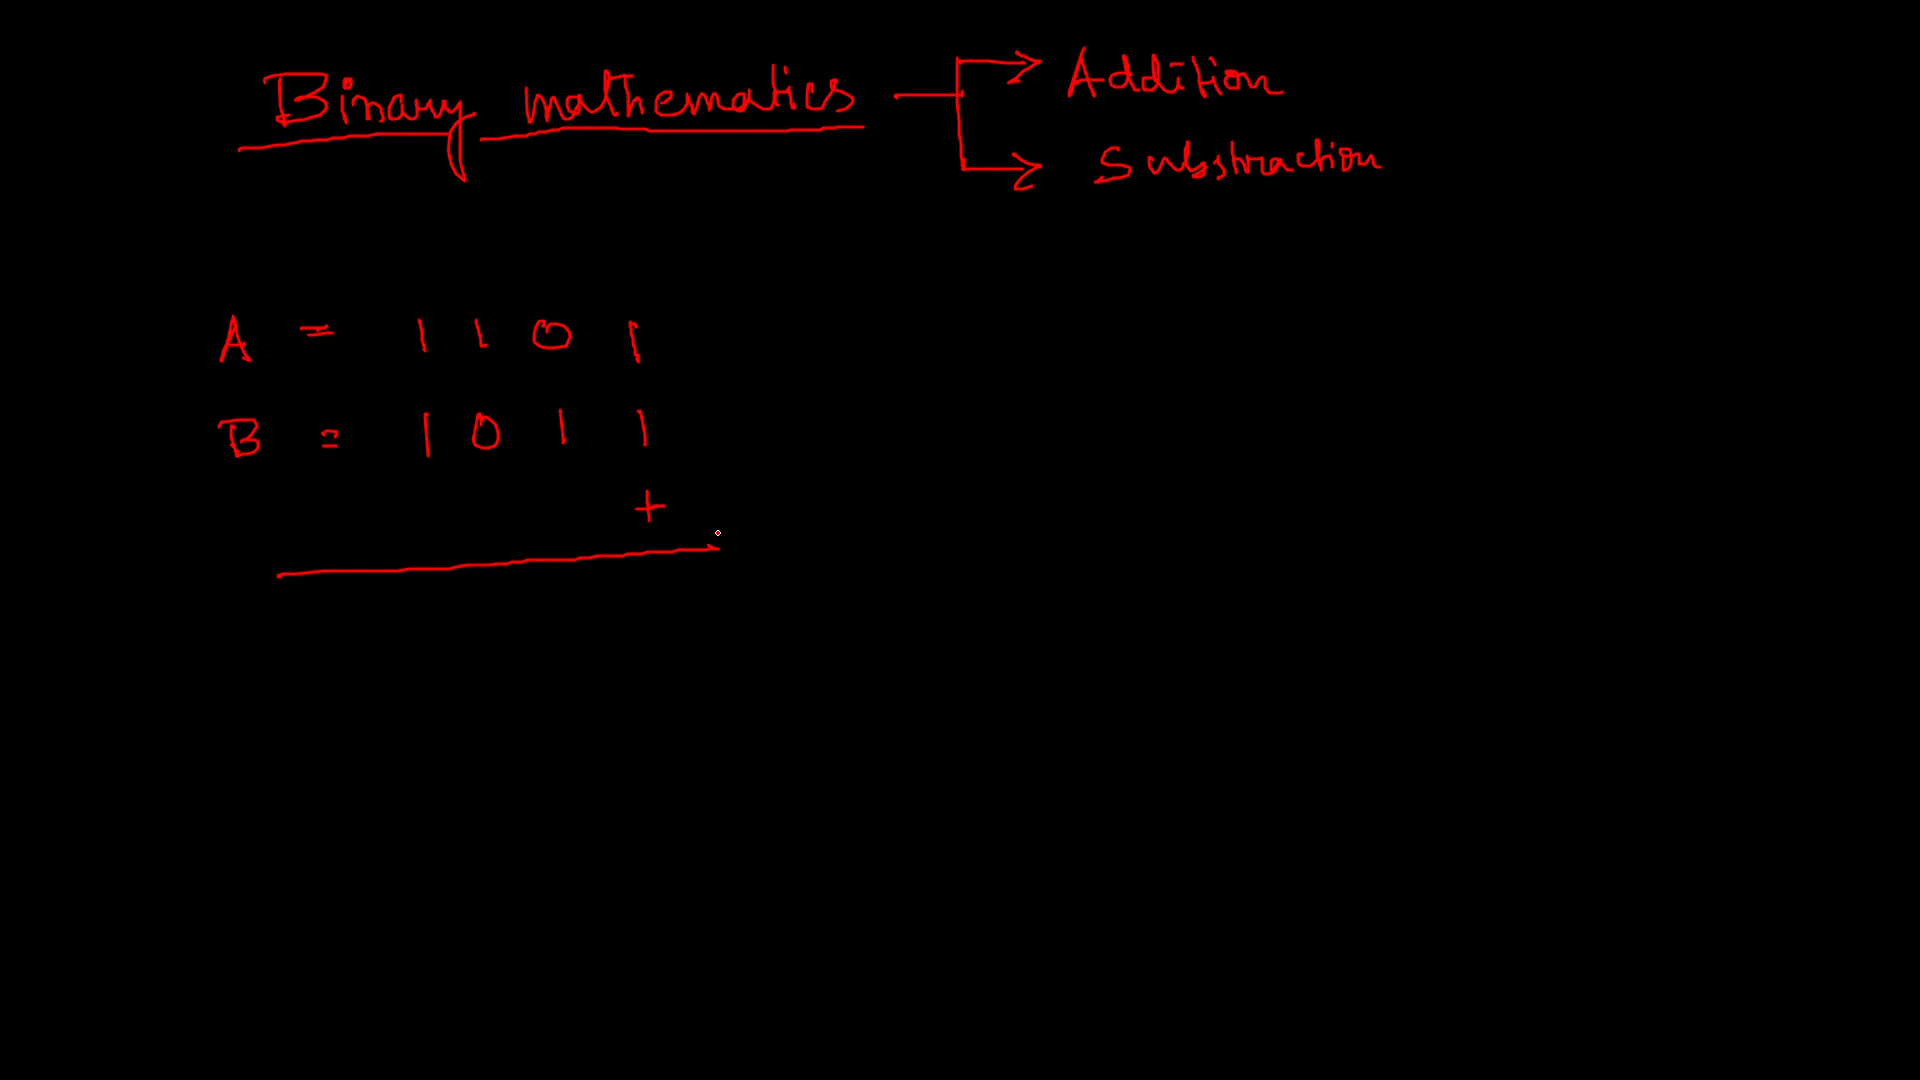 Binary mathematics
Addition
Substraction
A = 1 1 0 1
B = 1 0 1 1
+